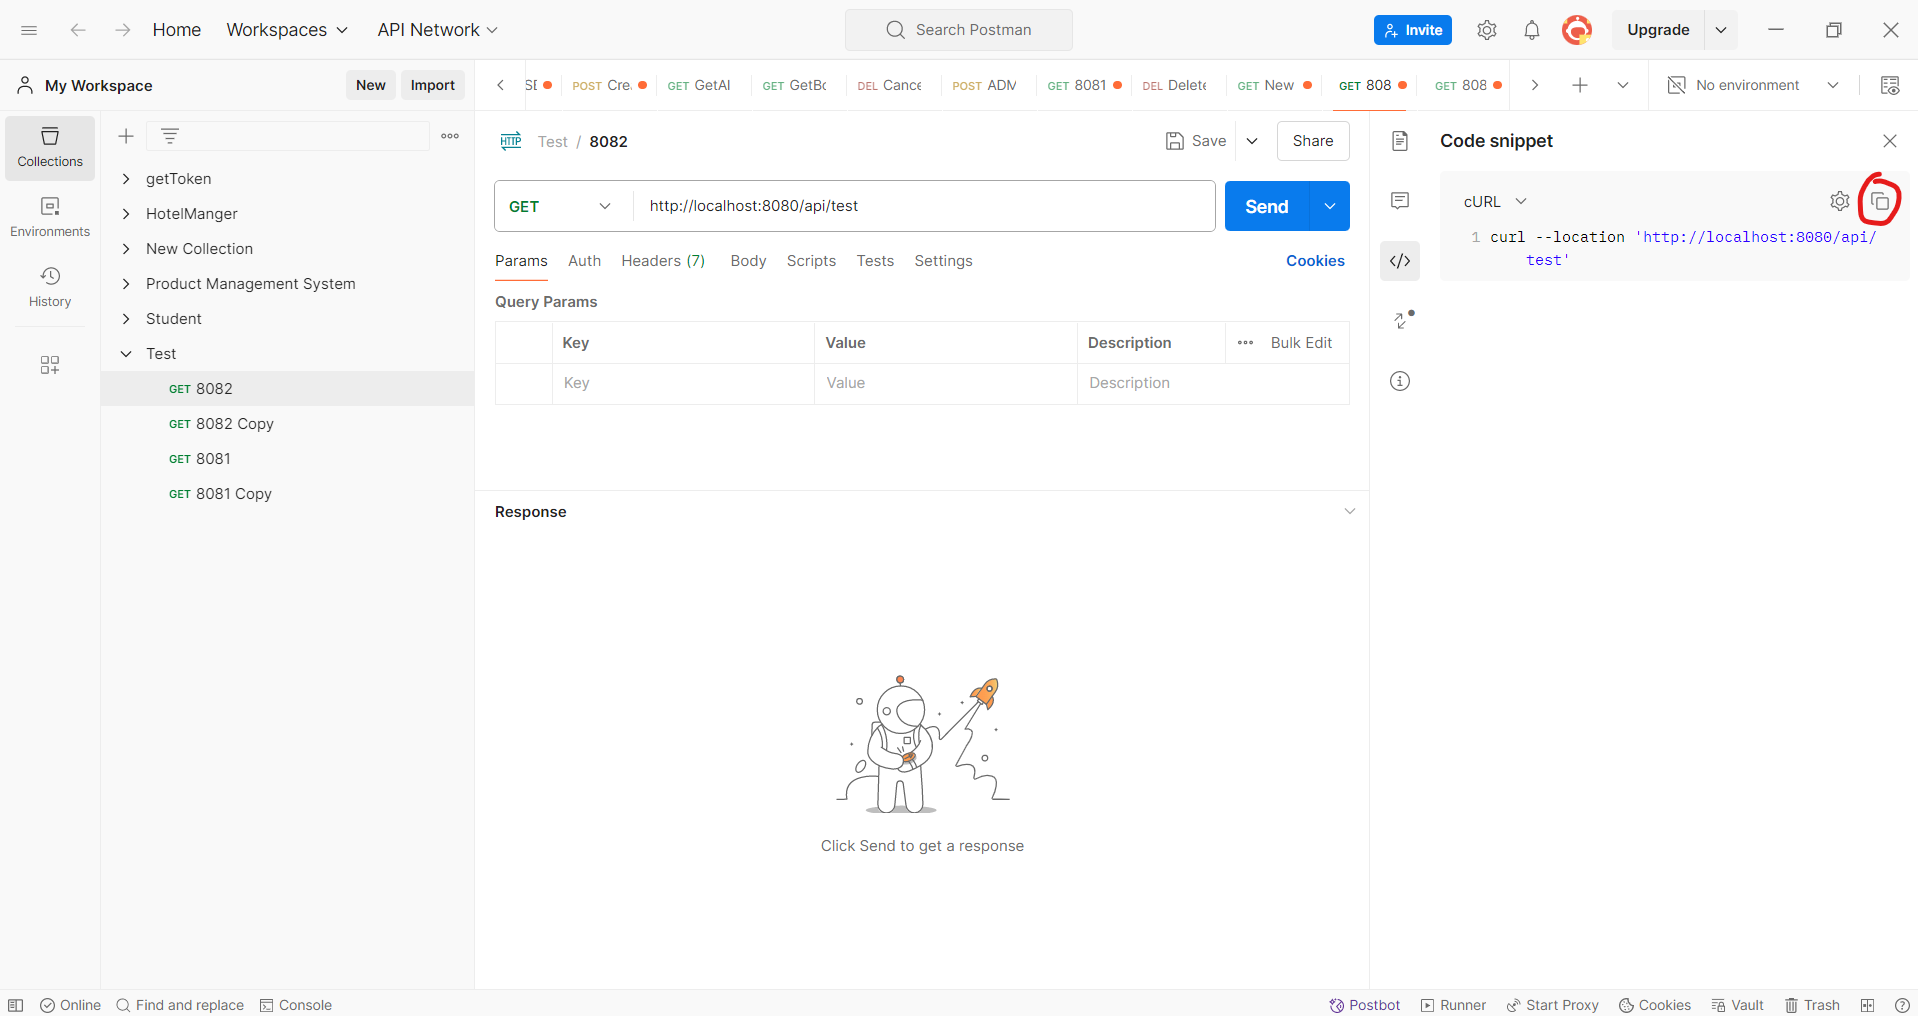 Home Workspaces API Network Search Postman Invite Upgrade
My Workspace New Import
POST Cre. GET GetAl GET GetBo DEL Cance POST ADM GET 8081 DEL Delete GET New GET 808 GET 808 No environment
Collections
Environments
History
getToken
HotelManger
New Collection
Product Management System
Student
Test
GET 8082
GET 8082 Copy
GET 8081
GET 8081 Copy
HTTP Test / 8082 Save Share
GET http://localhost:8080/api/test Send
Params Auth Headers (7) Body Scripts Tests Settings Cookies
Query Params
Key Value Description Bulk Edit
Key Value Description
Response
Click Send to get a response
Code snippet
cURL
1 curl --location 'http://localhost:8080/api/
test'
Online Find and replace Console Postbot Runner Start Proxy Cookies Vault Trash